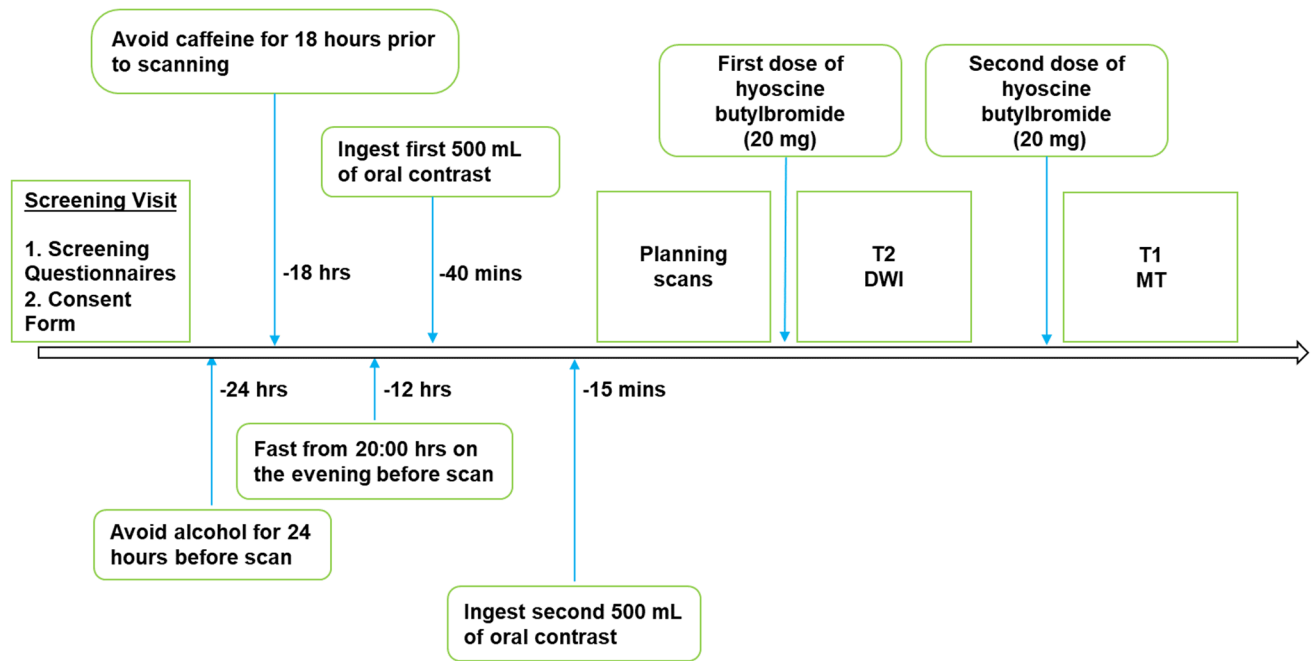 Avoid caffeine for 18 hours prior
to scanning
First dose of
hyoscine
butylbromide
(20 mg)
Second dose of
hyoscine
butylbromide
(20 mg)
Ingest first 500 mL
of oral contrast
Screening Visit
1. Screening
Questionnaires
2. Consent
Form
-18 hrs
-40 mins
Planning
scans
T2
DWI
T1
MT
-24 hrs
-12 hrs
-15 mins
Fast from 20:00 hrs on
the evening before scan
Avoid alcohol for 24
hours before scan
Ingest second 500 mL
of oral contrast